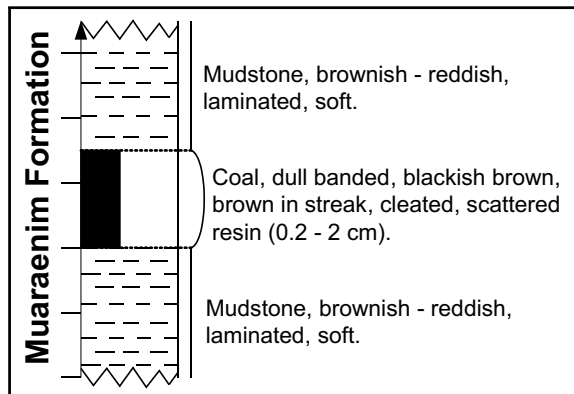 Muaraenim Formation
Mudstone, brownish - reddish,
laminated, soft.
Coal, dull banded, blackish brown,
brown in streak, cleated, scattered
resin (0.2 - 2 cm).
Mudstone, brownish - reddish,
laminated, soft.